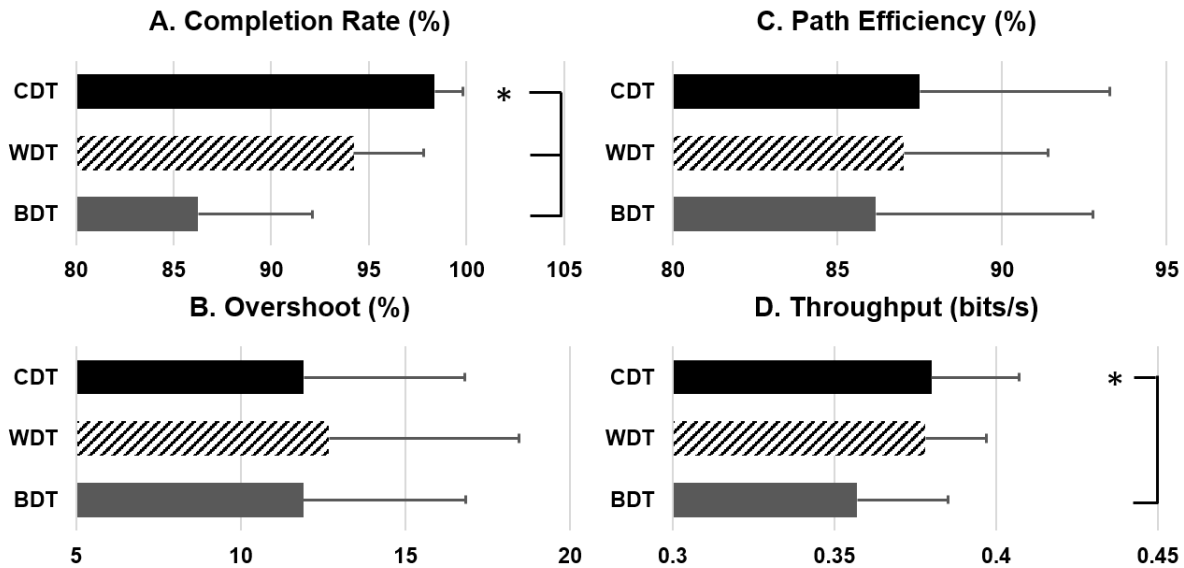 A. Completion Rate (%)
CDT
*
WDT
BDT
80 85 90 95 100 105
C. Path Efficiency (%)
CDT
WDT
BDT
80 85 90 95
B. Overshoot (%)
CDT
WDT
BDT
5 10 15 20
D. Throughput (bits/s)
CDT
*
WDT
BDT
0.3 0.35 0.4 0.45